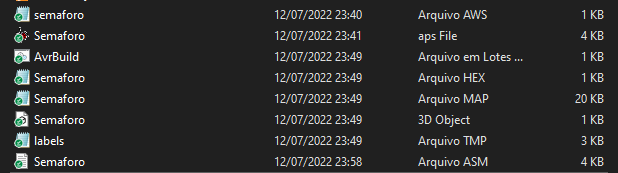 semaforo 12/07/2022 23:40 Arquivo AWS 1 KB
Semaforo 12/07/2022 23:41 aps File 4 KB
AvrBuild 12/07/2022 23:49 Arquivo em Lotes ... 1 KB
Semaforo 12/07/2022 23:49 Arquivo HEX 1 KB
Semaforo 12/07/2022 23:49 Arquivo MAP 20 KB
Semaforo 12/07/2022 23:49 3D Object 1 KB
labels 12/07/2022 23:49 Arquivo TMP 3 KB
Semaforo 12/07/2022 23:58 Arquivo ASM 4 KB